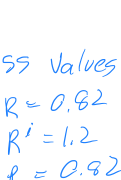 ss values
R = 0.82
R^i = 1.2
= 0.82